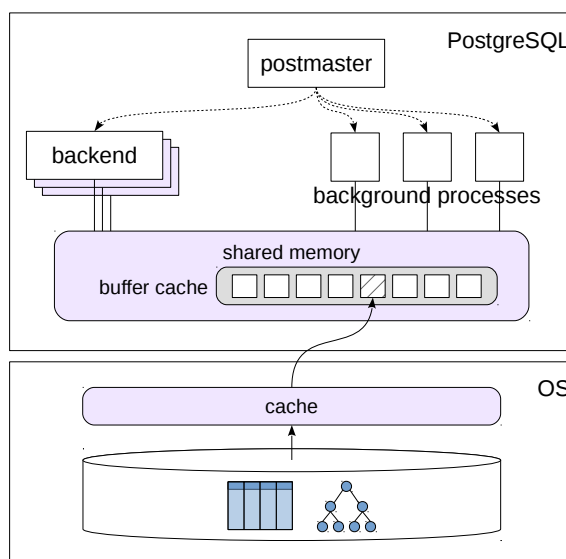 PostgreSQL
postmaster
backend
background processes
shared memory
buffer cache
OS
cache